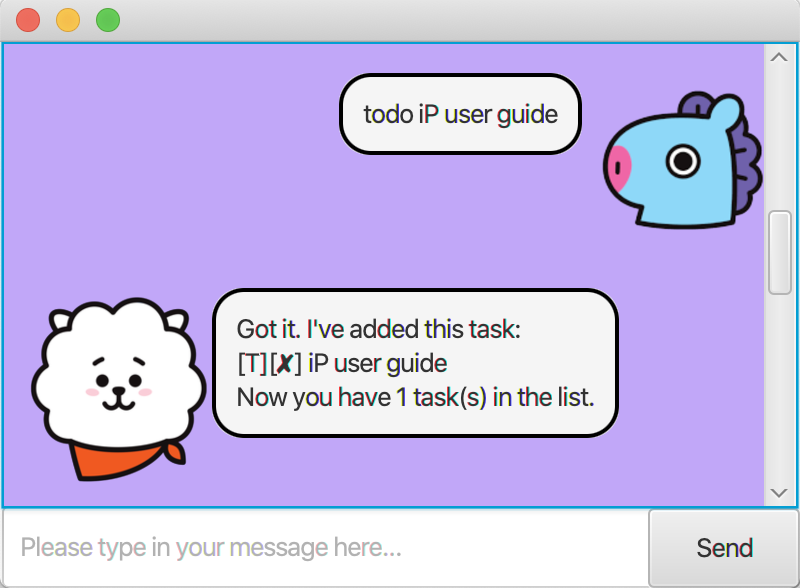 todo iP user guide
Got it. I've added this task:
[T][✘] iP user guide
Now you have 1 task(s) in the list.
Please type in your message here...
Send